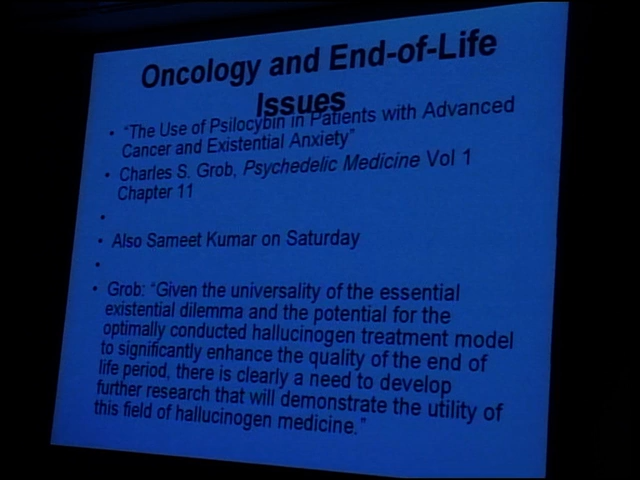 Oncology and End-of-Life
Issues
• "The Use of Psilocybin in Patients with Advanced
Cancer and Existential Anxiety"
• Charles S. Grob, Psychedelic Medicine Vol 1
Chapter 11
•
• Also Sameet Kumar on Saturday
•
• Grob: "Given the universality of the essential
existential dilemma and the potential for the
optimally conducted hallucinogen treatment model
to significantly enhance the quality of the end of
life period, there is clearly a need to develop
further research that will demonstrate the utility of
this field of hallucinogen medicine."